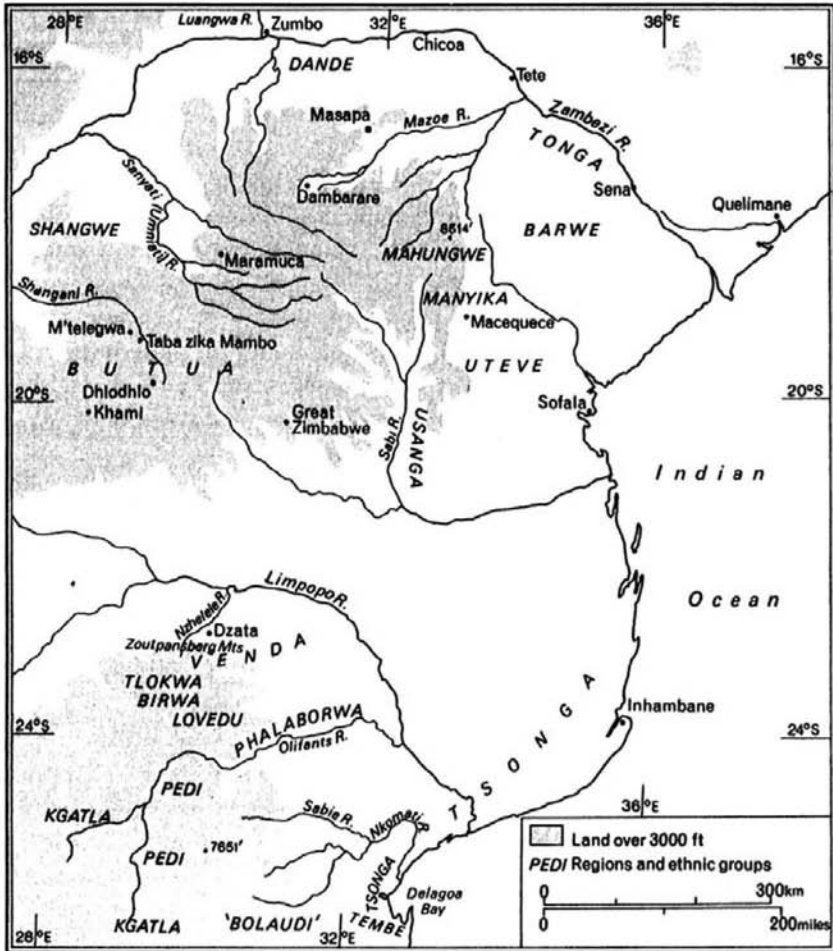 28°E
Luangwa R.
Zumbo
32°E
36°E
16°S
DANDE
Chicoa
16°S
Tete
Masapa
Mazoe R.
Zambezi R.
TONGA
Sanyati (Umniati) R.
Dambarare
Sena
Quelimane
SHANGWE
8514'
BARWE
Maramuca
MAHUNGWE
Shangani R.
MANYIKA
M'telegwa
Macequece
Taba zika Mambo
BUTUA
UTEVE
Dhlodhlo
20°S
Khami
Great
Zimbabwe
Sabi R.
USANGA
Sofala
20°S
Indian
Ocean
Limpopo R.
Nzhelele R.
Dzata
Zoutpansberg Mts
VENDA
TLOKWA
BIRWA
LOVEDU
24°S
PHALABORWA
Olifants R.
TSONGA
Inhambane
24°S
PEDI
KGATLA
Sabie R.
Nkomati R.
36°E
PEDI
7651'
TSONGA
Delagoa
Bay
KGATLA
'BOLAUDI'
TEMBE
28°S
32°E
Land over 3000 ft
PEDI Regions and ethnic groups
0 300km
0 200miles